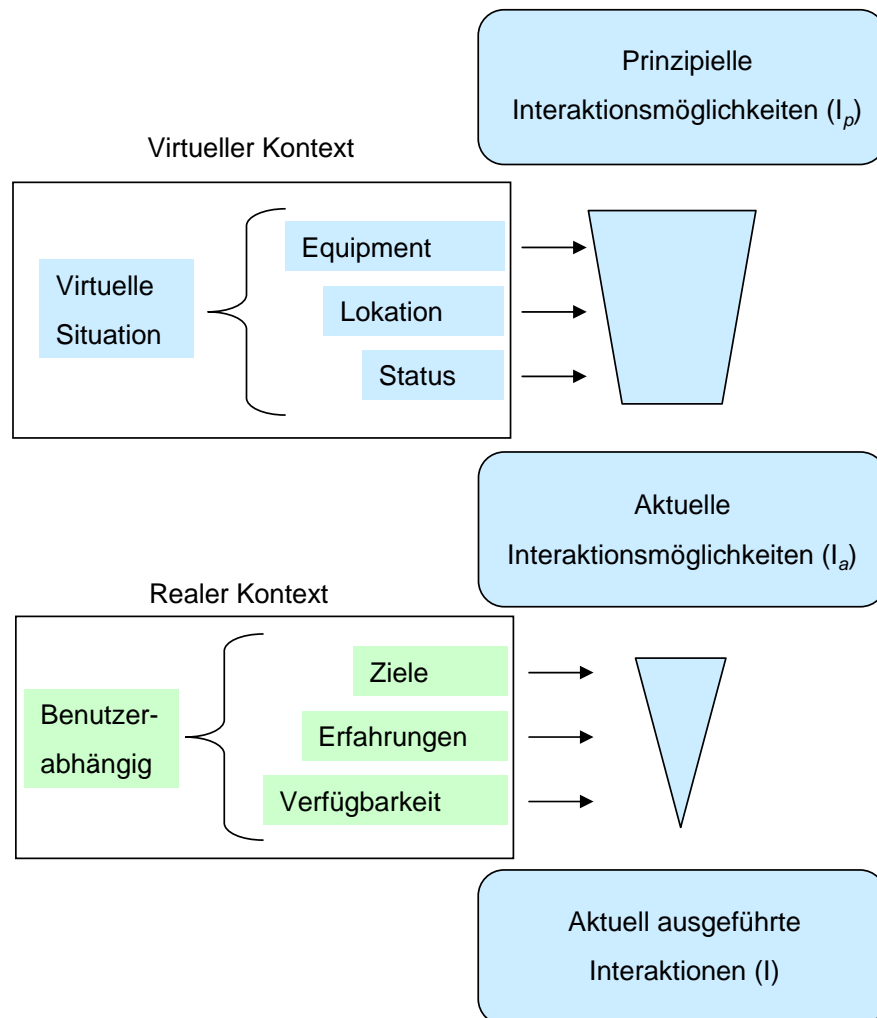 Prinzipielle
Interaktionsmöglichkeiten (Ip)
Virtueller Kontext
Virtuelle
Situation
Equipment
Lokation
Status
Aktuelle
Interaktionsmöglichkeiten (Ia)
Realer Kontext
Benutzer-
abhängig
Ziele
Erfahrungen
Verfügbarkeit
Aktuell ausgeführte
Interaktionen (I)